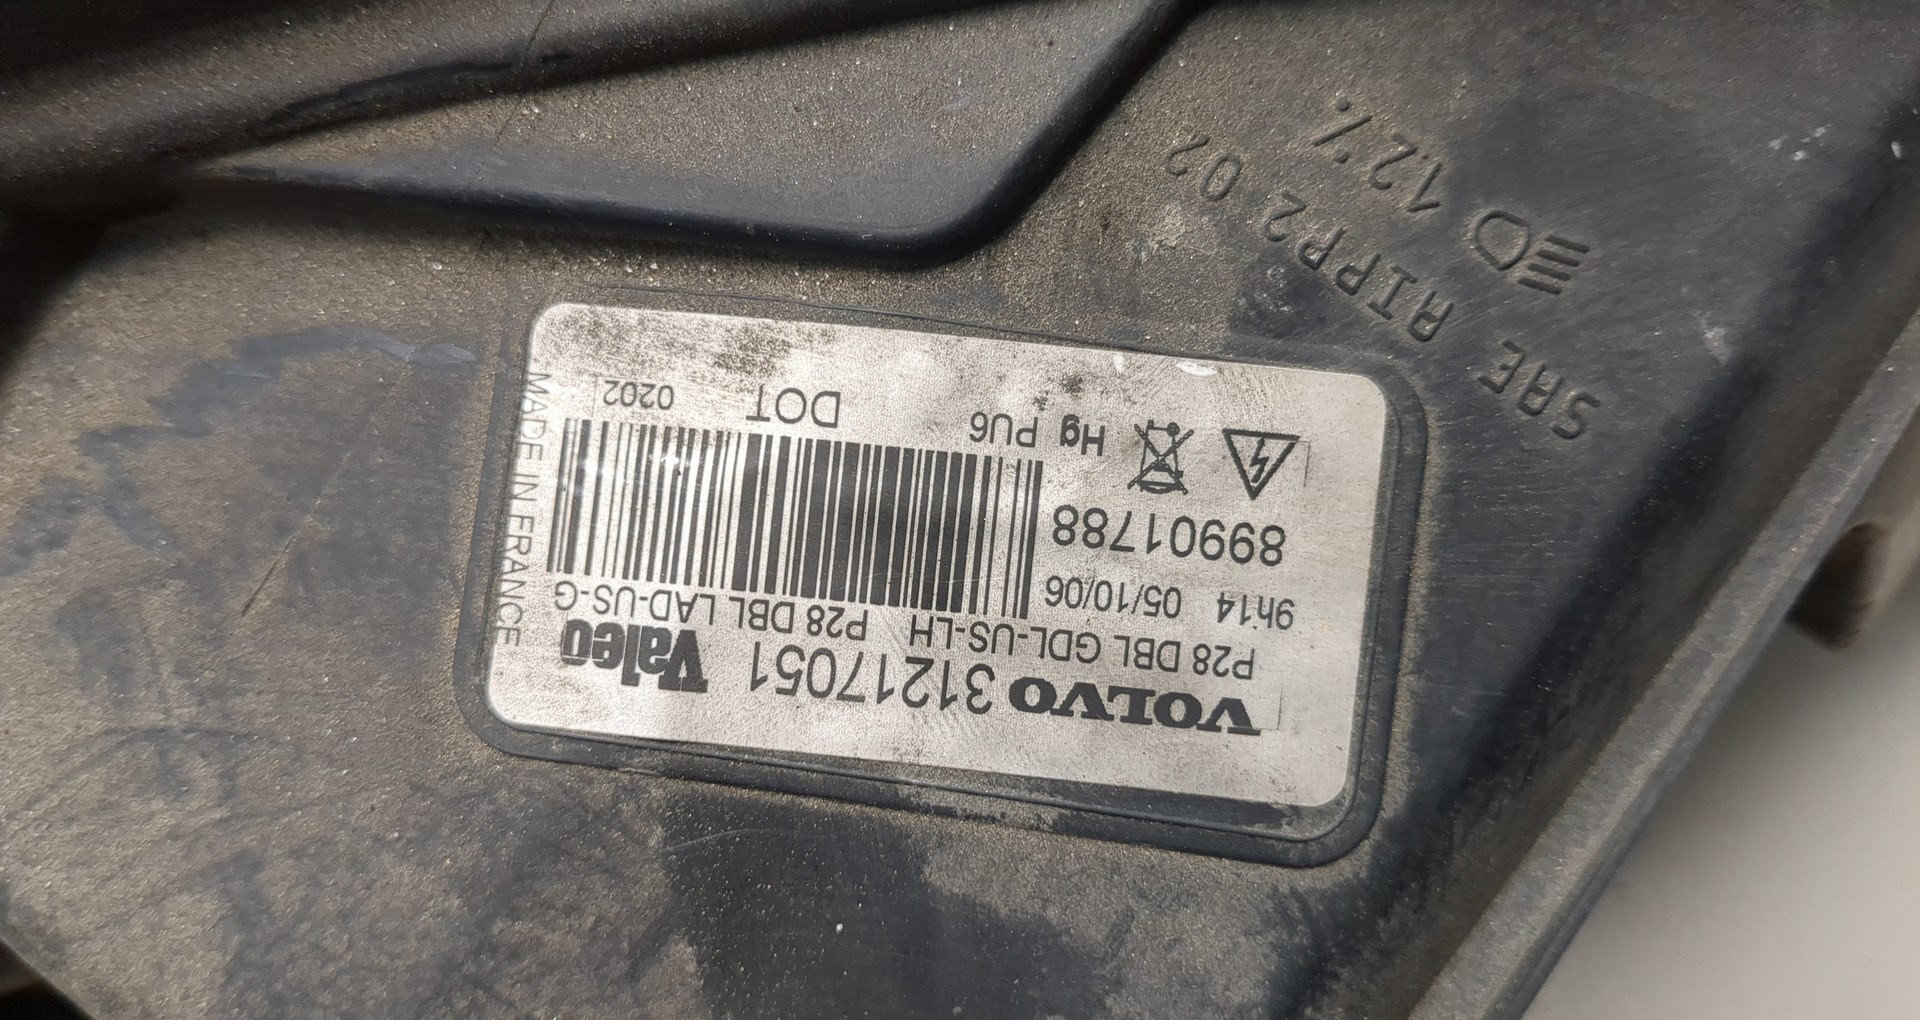 VOLVO 31217051 Valeo
P28 DBL GDL-US-LH P28 DBL LAD-US-G
9h14 05/10/06
89901788
Hg PU6 DOT 0202
MADE IN FRANCE
SAE AIPP2 02
1.2%